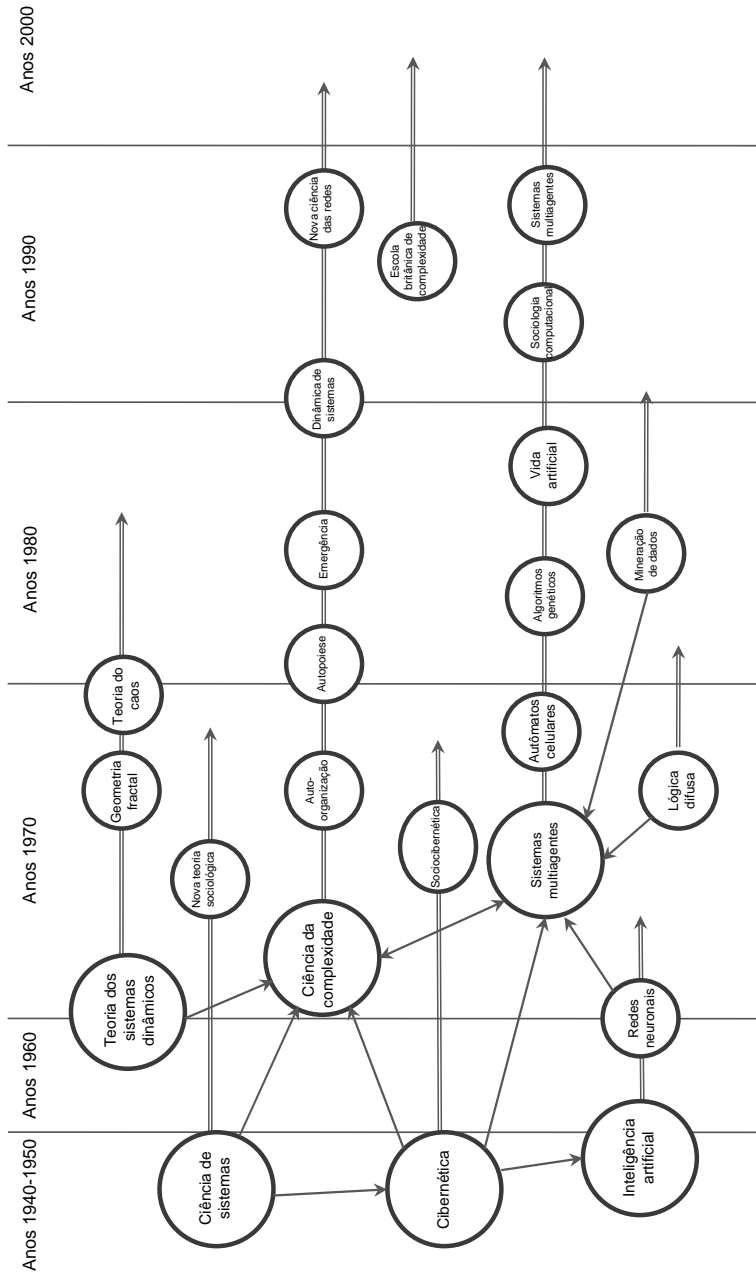 Anos 1940-1950
Anos 1960
Anos 1970
Anos 1980
Anos 1990
Anos 2000
Teoria dos
sistemas
dinâmicos
Geometria
fractal
Teoria do
caos
Ciência de
sistemas
Nova teoria
sociológica
Ciência da
complexidade
Auto-
organização
Autopoiese
Emergência
Dinâmica de
sistemas
Nova ciência
das redes
Escola
britânica de
complexidade
Cibernética
Sociocibernética
Sistemas
multiagentes
Autômatos
celulares
Algoritmos
genéticos
Vida
artificial
Sociologia
computacional
Sistemas
multiagentes
Inteligência
artificial
Redes
neuronais
Lógica
difusa
Mineração
de dados